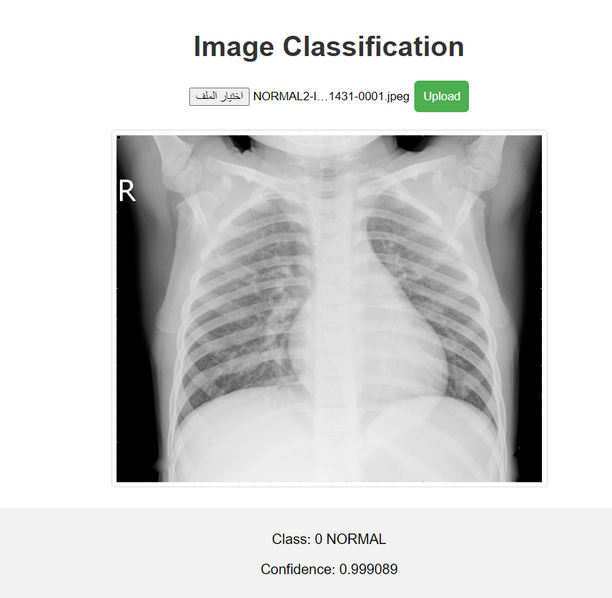 Image Classification
اختيار الملف NORMAL2-I...1431-0001.jpeg Upload
R
Class: 0 NORMAL
Confidence: 0.999089